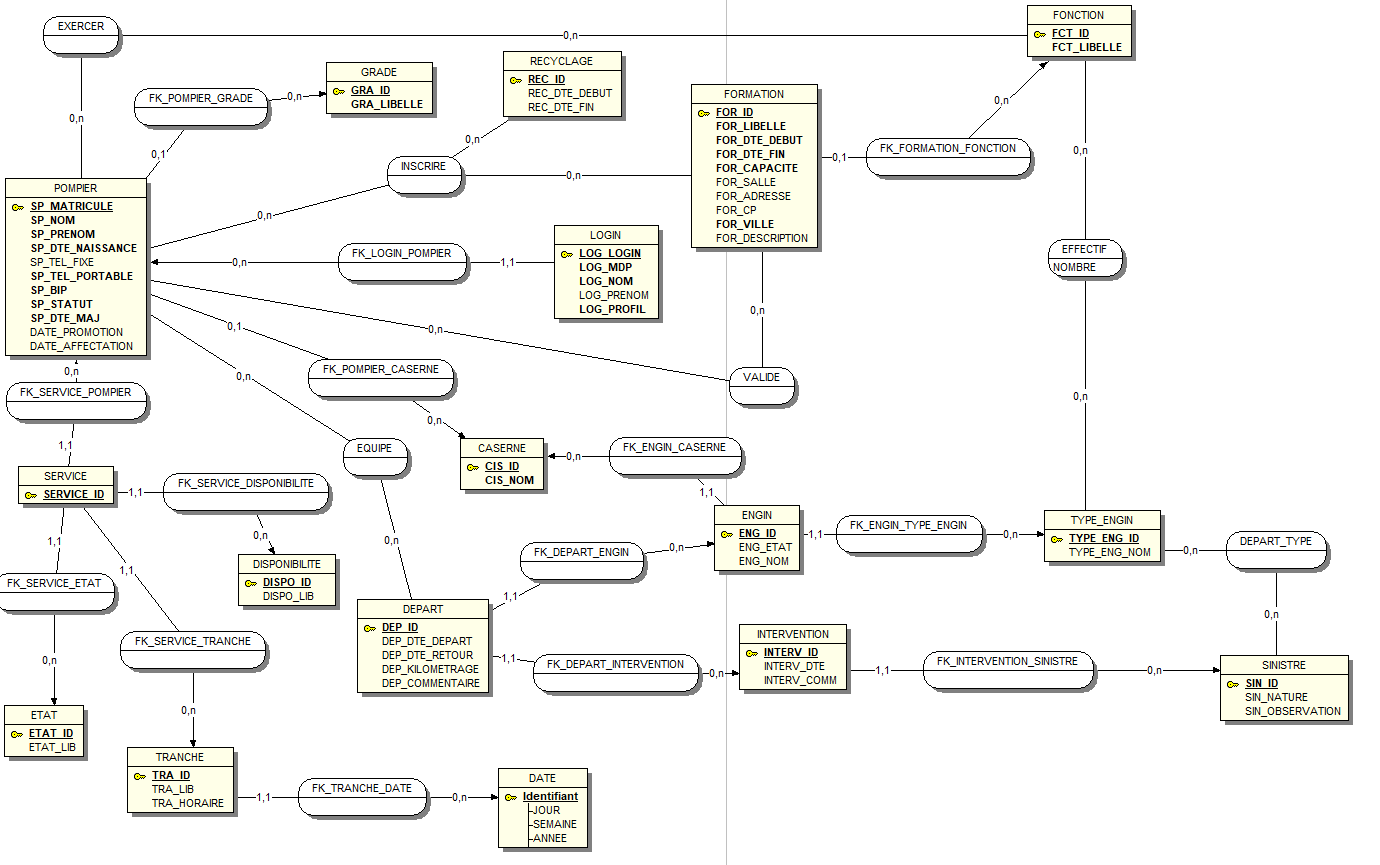 EXERCER
0,n
0,n
FONCTION
FCT_ID
FCT_LIBELLE
FK_POMPIER_GRADE
0,1
0,n
GRADE
GRA_ID
GRA_LIBELLE
RECYCLAGE
REC_ID
REC_DTE_DEBUT
REC_DTE_FIN
0,n
INSCRIRE
0,n
0,n
FORMATION
FOR_ID
FOR_LIBELLE
FOR_DTE_DEBUT
FOR_DTE_FIN
FOR_CAPACITE
FOR_SALLE
FOR_ADRESSE
FOR_CP
FOR_VILLE
FOR_DESCRIPTION
0,1
FK_FORMATION_FONCTION
0,n
0,n
EFFECTIF
NOMBRE
0,n
POMPIER
SP_MATRICULE
SP_NOM
SP_PRENOM
SP_DTE_NAISSANCE
SP_TEL_FIXE
SP_TEL_PORTABLE
SP_BIP
SP_STATUT
SP_DTE_MAJ
DATE_PROMOTION
DATE_AFFECTATION
0,n
FK_LOGIN_POMPIER
1,1
LOGIN
LOG_LOGIN
LOG_MDP
LOG_NOM
LOG_PRENOM
LOG_PROFIL
0,n
0,n
VALIDE
0,1
FK_POMPIER_CASERNE
0,n
CASERNE
CIS_ID
CIS_NOM
0,n
FK_ENGIN_CASERNE
1,1
0,n
EQUIPE
0,n
0,n
FK_SERVICE_POMPIER
1,1
SERVICE
SERVICE_ID
1,1
FK_SERVICE_DISPONIBILITE
0,n
DISPONIBILITE
DISPO_ID
DISPO_LIB
1,1
FK_SERVICE_ETAT
0,n
ETAT
ETAT_ID
ETAT_LIB
1,1
FK_SERVICE_TRANCHE
0,n
TRANCHE
TRA_ID
TRA_LIB
TRA_HORAIRE
1,1
FK_TRANCHE_DATE
0,n
DATE
Identifiant
JOUR
SEMAINE
ANNEE
DEPART
DEP_ID
DEP_DTE_DEPART
DEP_DTE_RETOUR
DEP_KILOMETRAGE
DEP_COMMENTAIRE
1,1
FK_DEPART_ENGIN
0,n
ENGIN
ENG_ID
ENG_ETAT
ENG_NOM
1,1
FK_ENGIN_TYPE_ENGIN
0,n
TYPE_ENGIN
TYPE_ENG_ID
TYPE_ENG_NOM
0,n
DEPART_TYPE
0,n
1,1
FK_DEPART_INTERVENTION
0,n
INTERVENTION
INTERV_ID
INTERV_DTE
INTERV_COMM
1,1
FK_INTERVENTION_SINISTRE
0,n
SINISTRE
SIN_ID
SIN_NATURE
SIN_OBSERVATION